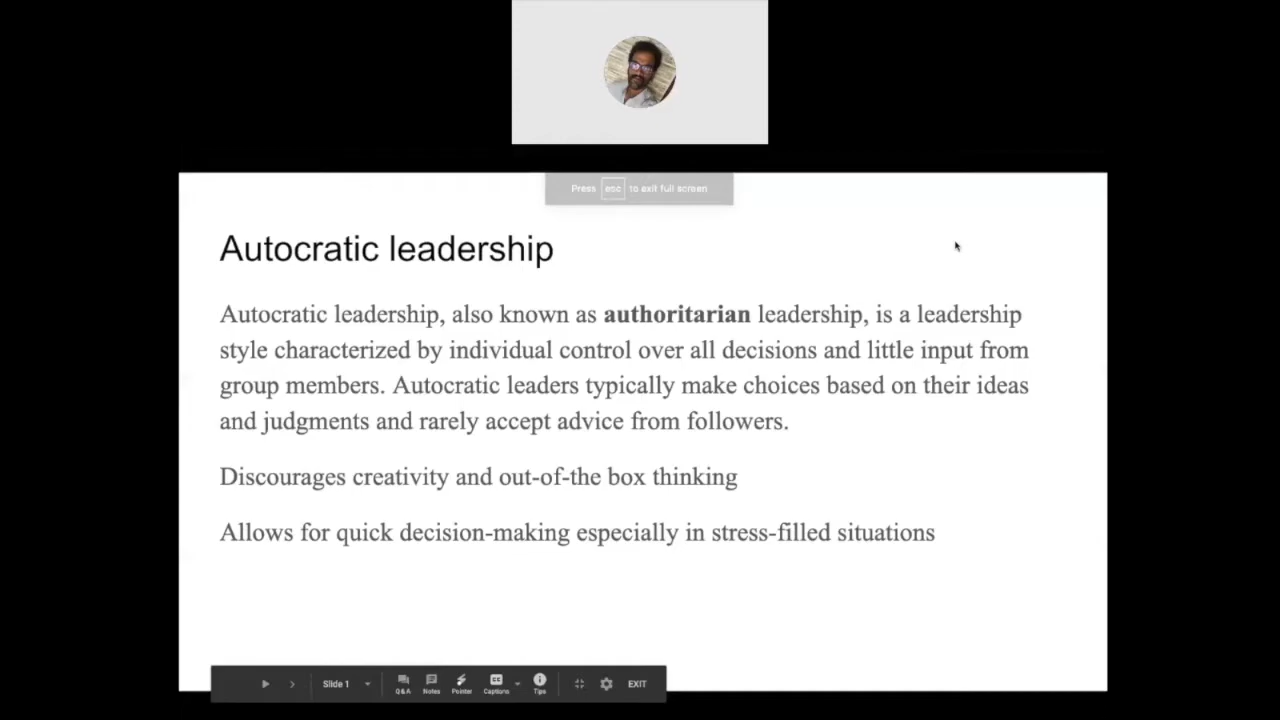 Press esc to exit full screen
Autocratic leadership
Autocratic leadership, also known as authoritarian leadership, is a leadership
style characterized by individual control over all decisions and little input from
group members. Autocratic leaders typically make choices based on their ideas
and judgments and rarely accept advice from followers.
Discourages creativity and out-of-the box thinking
Allows for quick decision-making especially in stress-filled situations
Slide 1 Q&A Notes Pointer Captions Tips EXIT